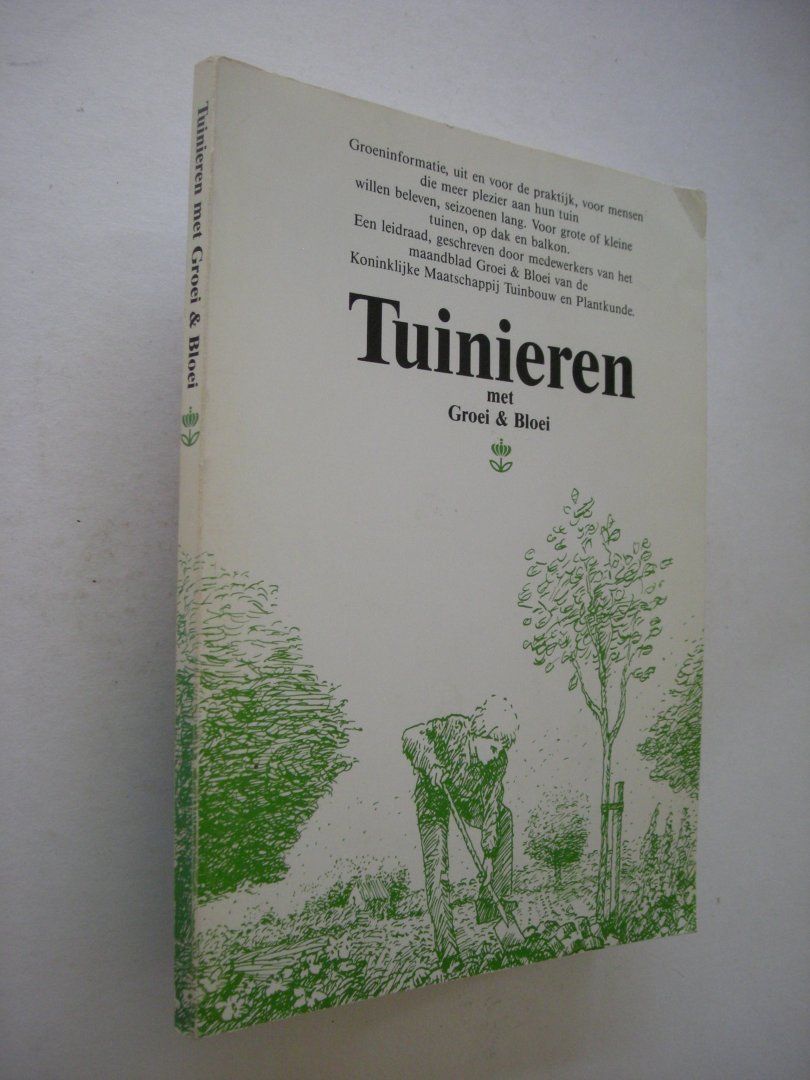 Tuinieren met Groei & Bloei
Groeninformatie, uit en voor de praktijk, voor mensen
die meer plezier aan hun tuin
willen beleven, seizoenen lang. Voor grote of kleine
tuinen, op dak en balkon.
Een leidraad, geschreven door medewerkers van het
maandblad Groei & Bloei van de
Koninklijke Maatschappij Tuinbouw en Plantkunde.
Tuinieren
met
Groei & Bloei